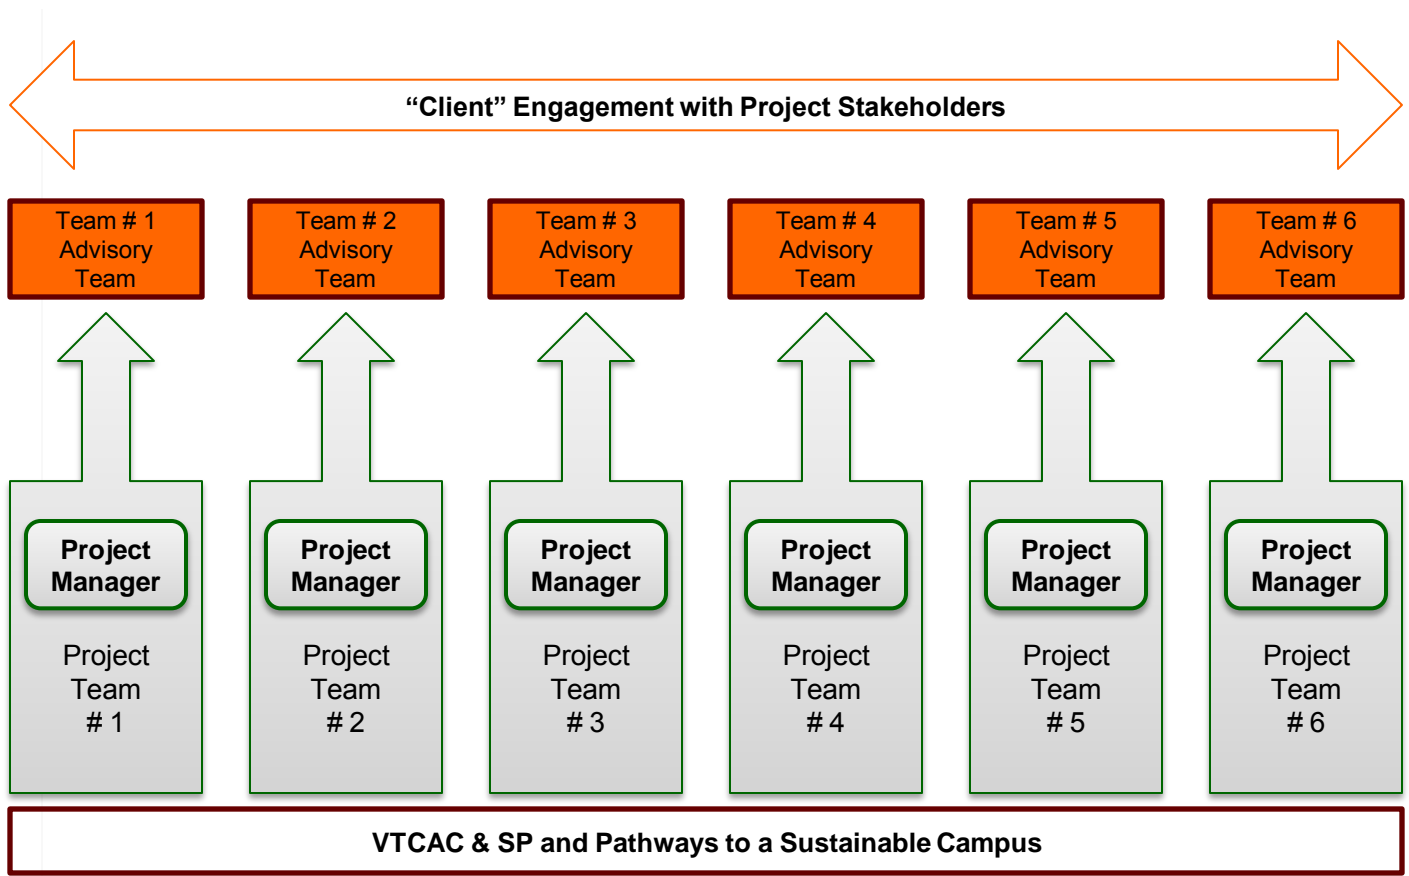 “Client” Engagement with Project Stakeholders
Team # 1
Advisory
Team
Team # 2
Advisory
Team
Team # 3
Advisory
Team
Team # 4
Advisory
Team
Team # 5
Advisory
Team
Team # 6
Advisory
Team
Project
Manager
Project
Team
# 1
Project
Manager
Project
Team
# 2
Project
Manager
Project
Team
# 3
Project
Manager
Project
Team
# 4
Project
Manager
Project
Team
# 5
Project
Manager
Project
Team
# 6
VTCAC & SP and Pathways to a Sustainable Campus